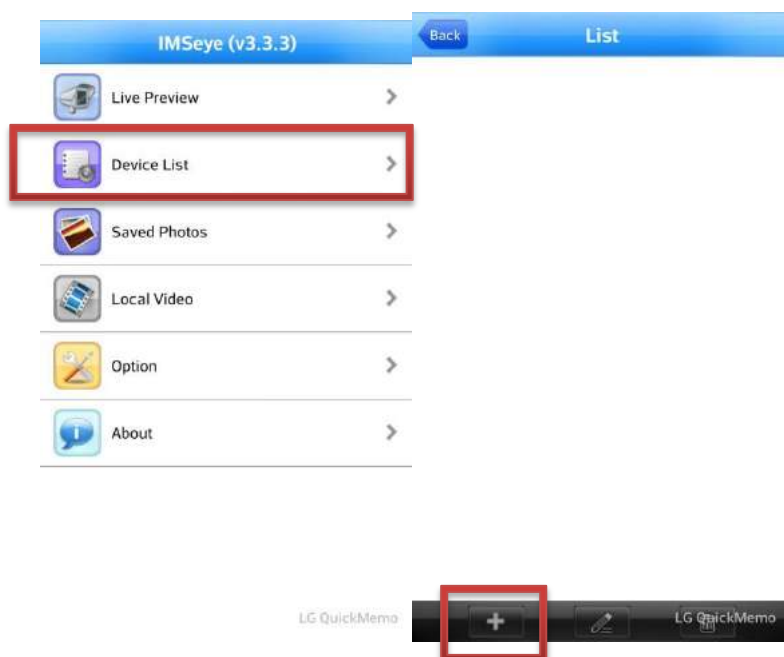 IMSeye (v3.3.3)
Live Preview
Device List
Saved Photos
Local Video
Option
About
LG QuickMemo
Back
List
LG QuickMemo